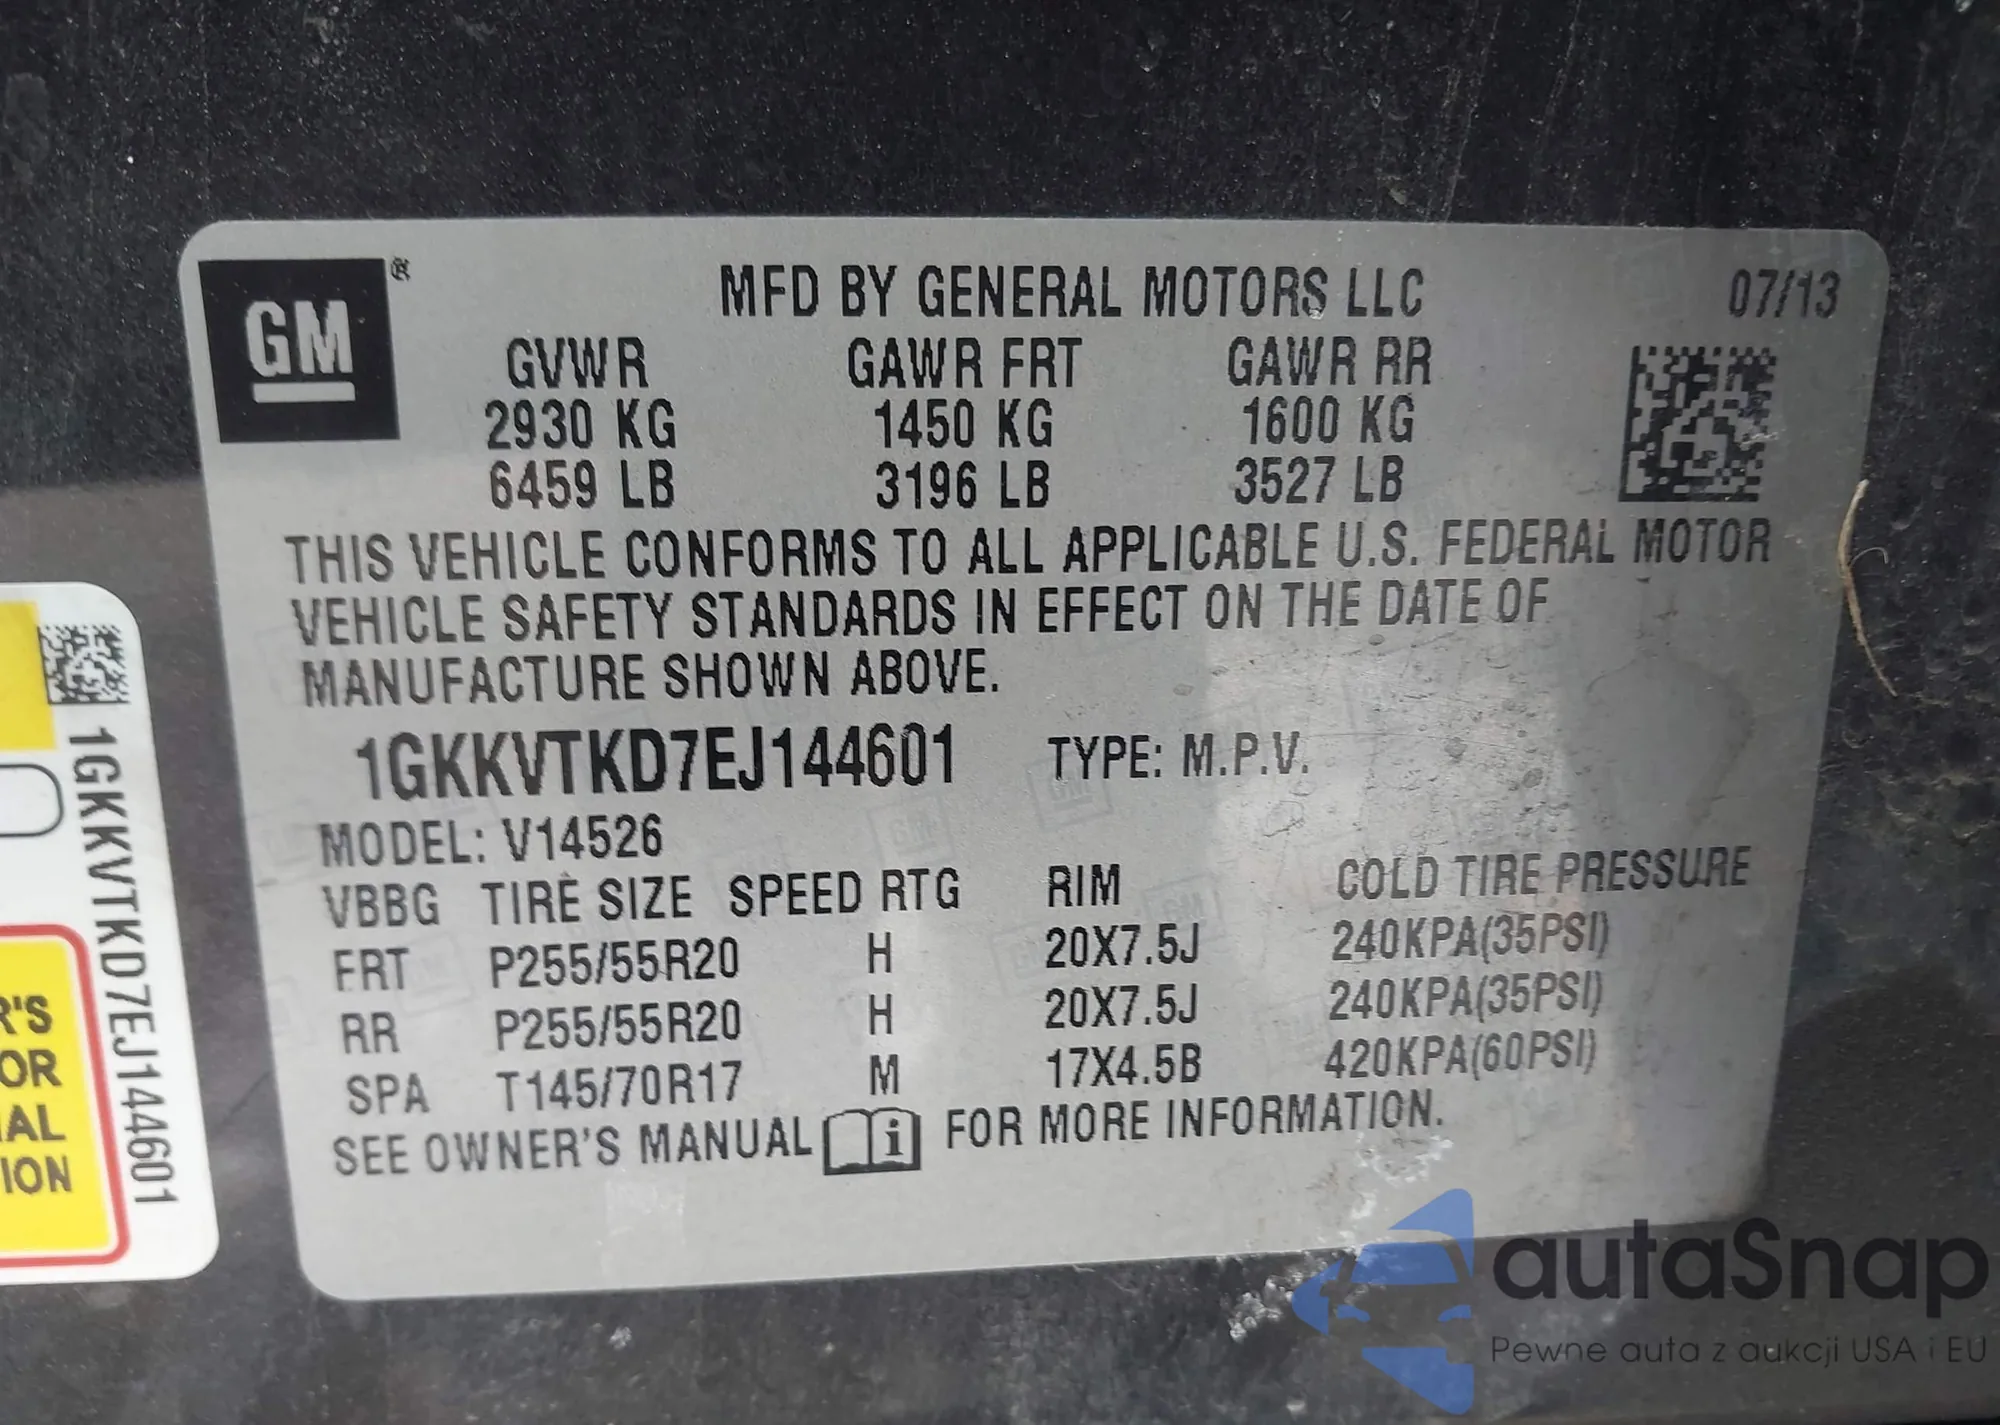 GM ®
MFD BY GENERAL MOTORS LLC 07/13
GVWR GAWR FRT GAWR RR
2930 KG 1450 KG 1600 KG
6459 LB 3196 LB 3527 LB
THIS VEHICLE CONFORMS TO ALL APPLICABLE U.S. FEDERAL MOTOR
VEHICLE SAFETY STANDARDS IN EFFECT ON THE DATE OF
MANUFACTURE SHOWN ABOVE.
1GKKVTKD7EJ144601 TYPE: M.P.V.
MODEL: V14526
VBBG TIRE SIZE SPEED RTG RIM COLD TIRE PRESSURE
FRT P255/55R20 H 20X7.5J 240KPA(35PSI)
RR P255/55R20 H 20X7.5J 240KPA(35PSI)
SPA T145/70R17 M 17X4.5B 420KPA(60PSI)
SEE OWNER'S MANUAL i FOR MORE INFORMATION.
1GKKVTKD7EJ144601
R'S
OR
IAL
ION
autaSnap
Pewne auta z aukcji USA i EU